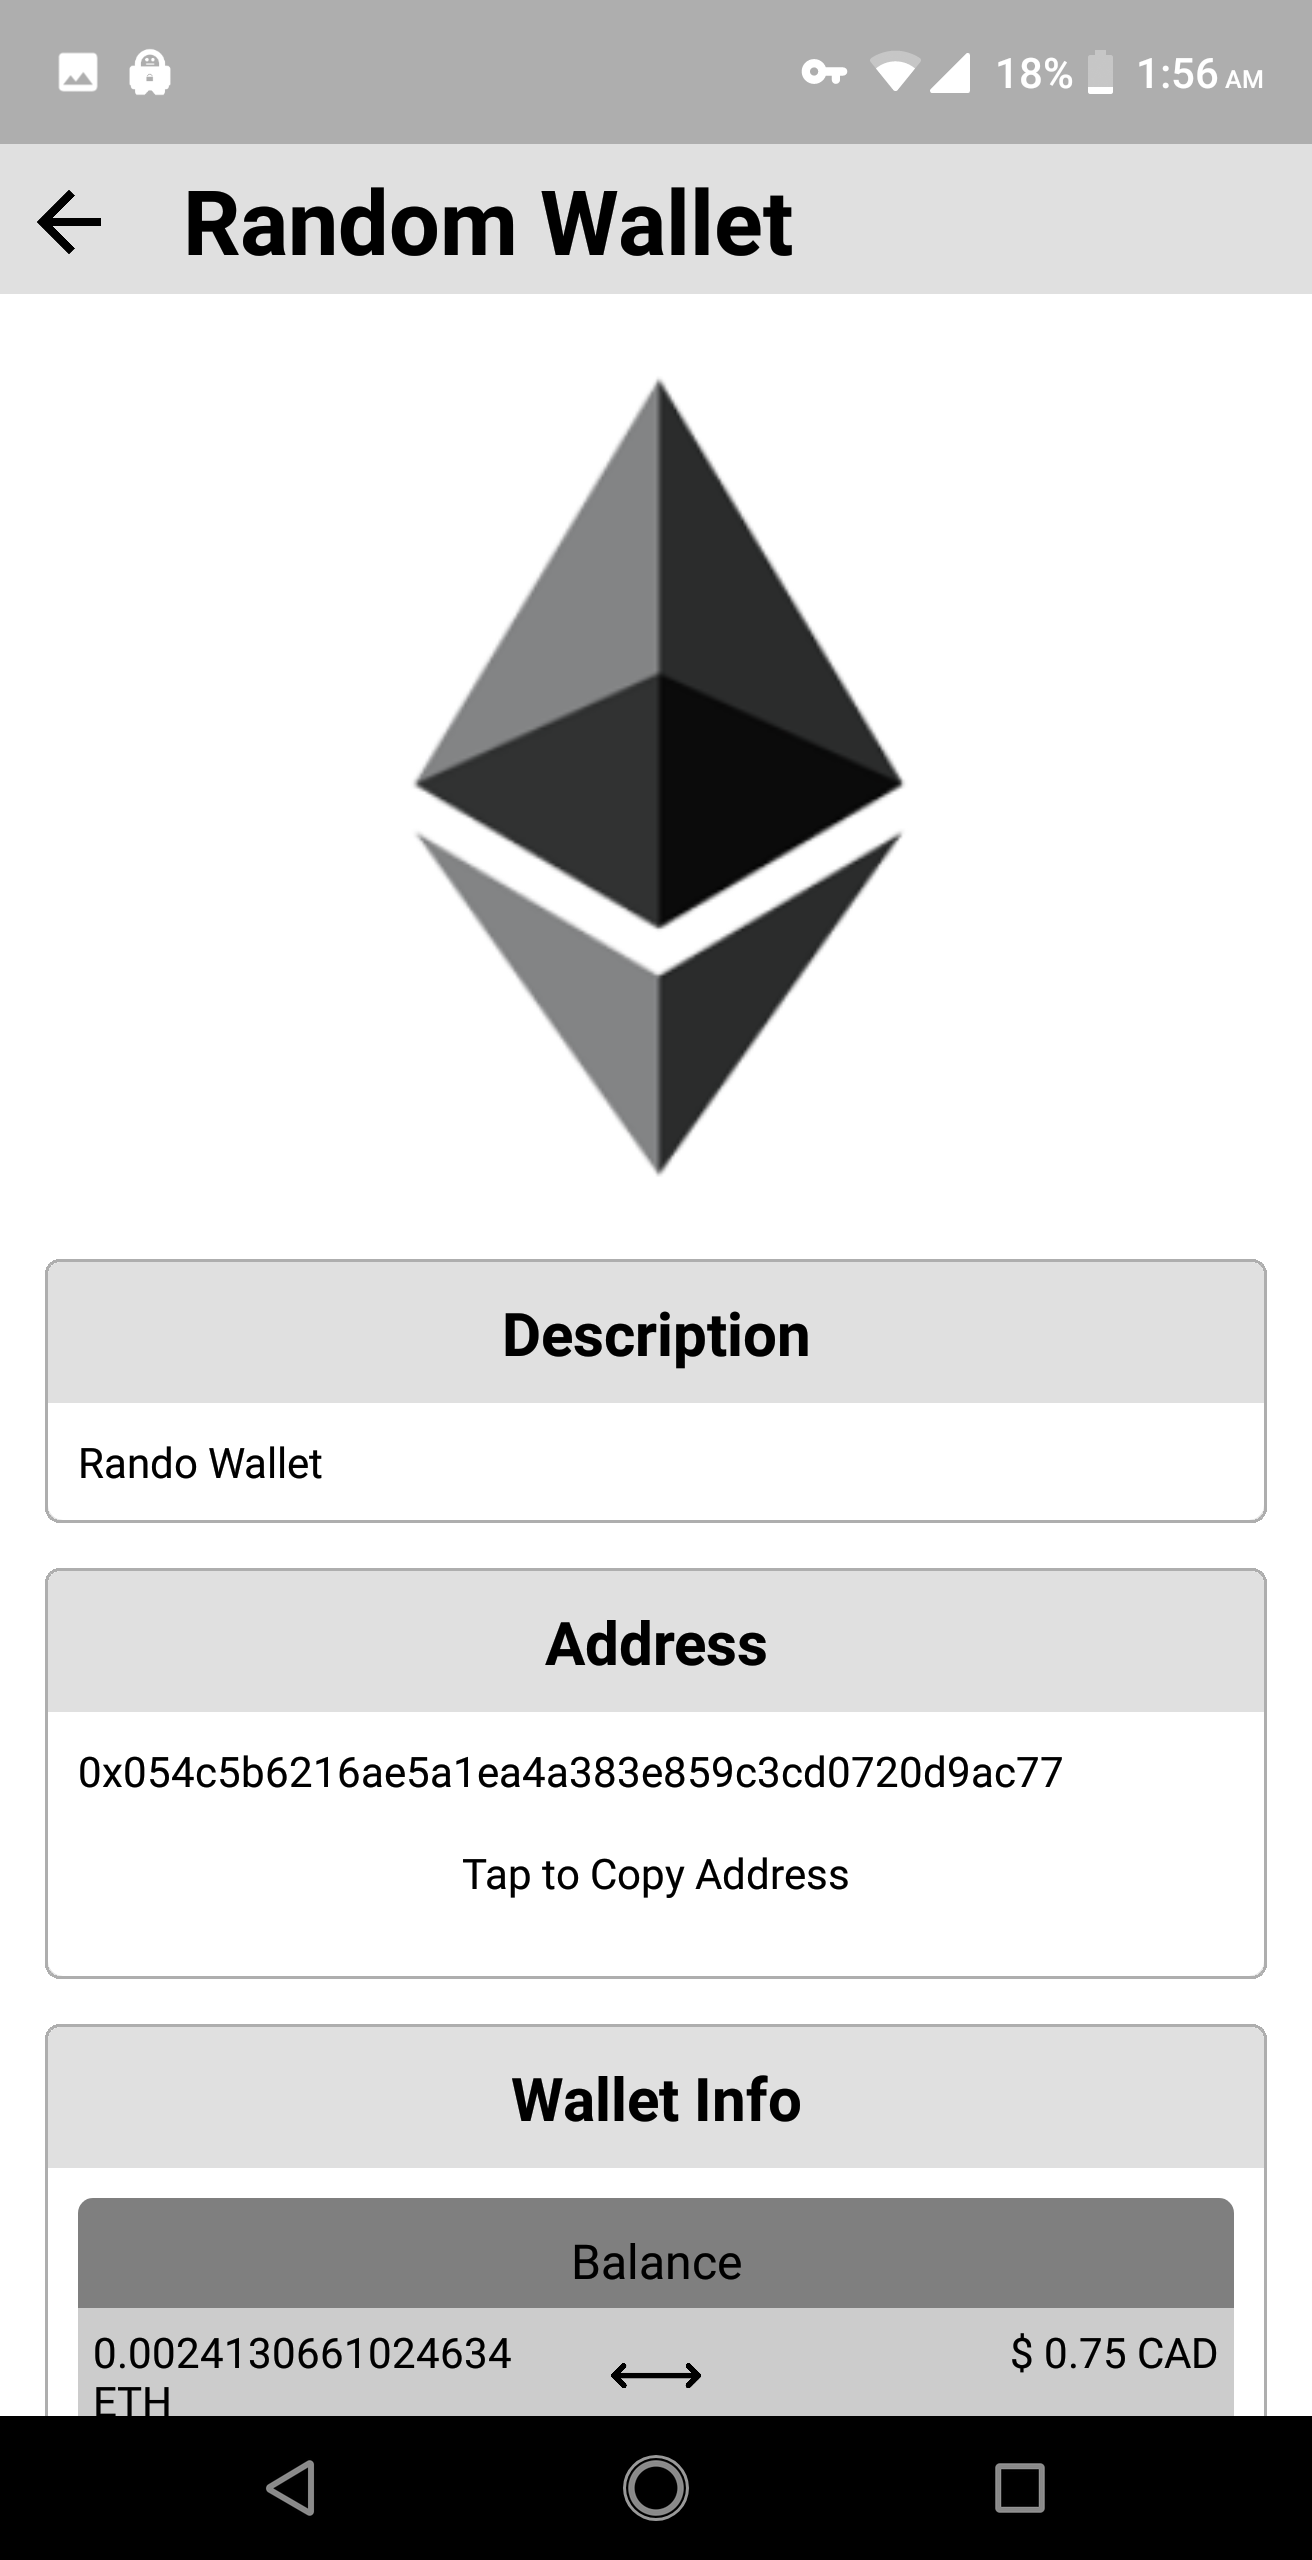 18% 1:56 AM
Random Wallet
Description
Rando Wallet
Address
0x054c5b6216ae5a1ea4a383e859c3cd0720d9ac77
Tap to Copy Address
Wallet Info
Balance
0.0024130661024634 $ 0.75 CAD
ETH